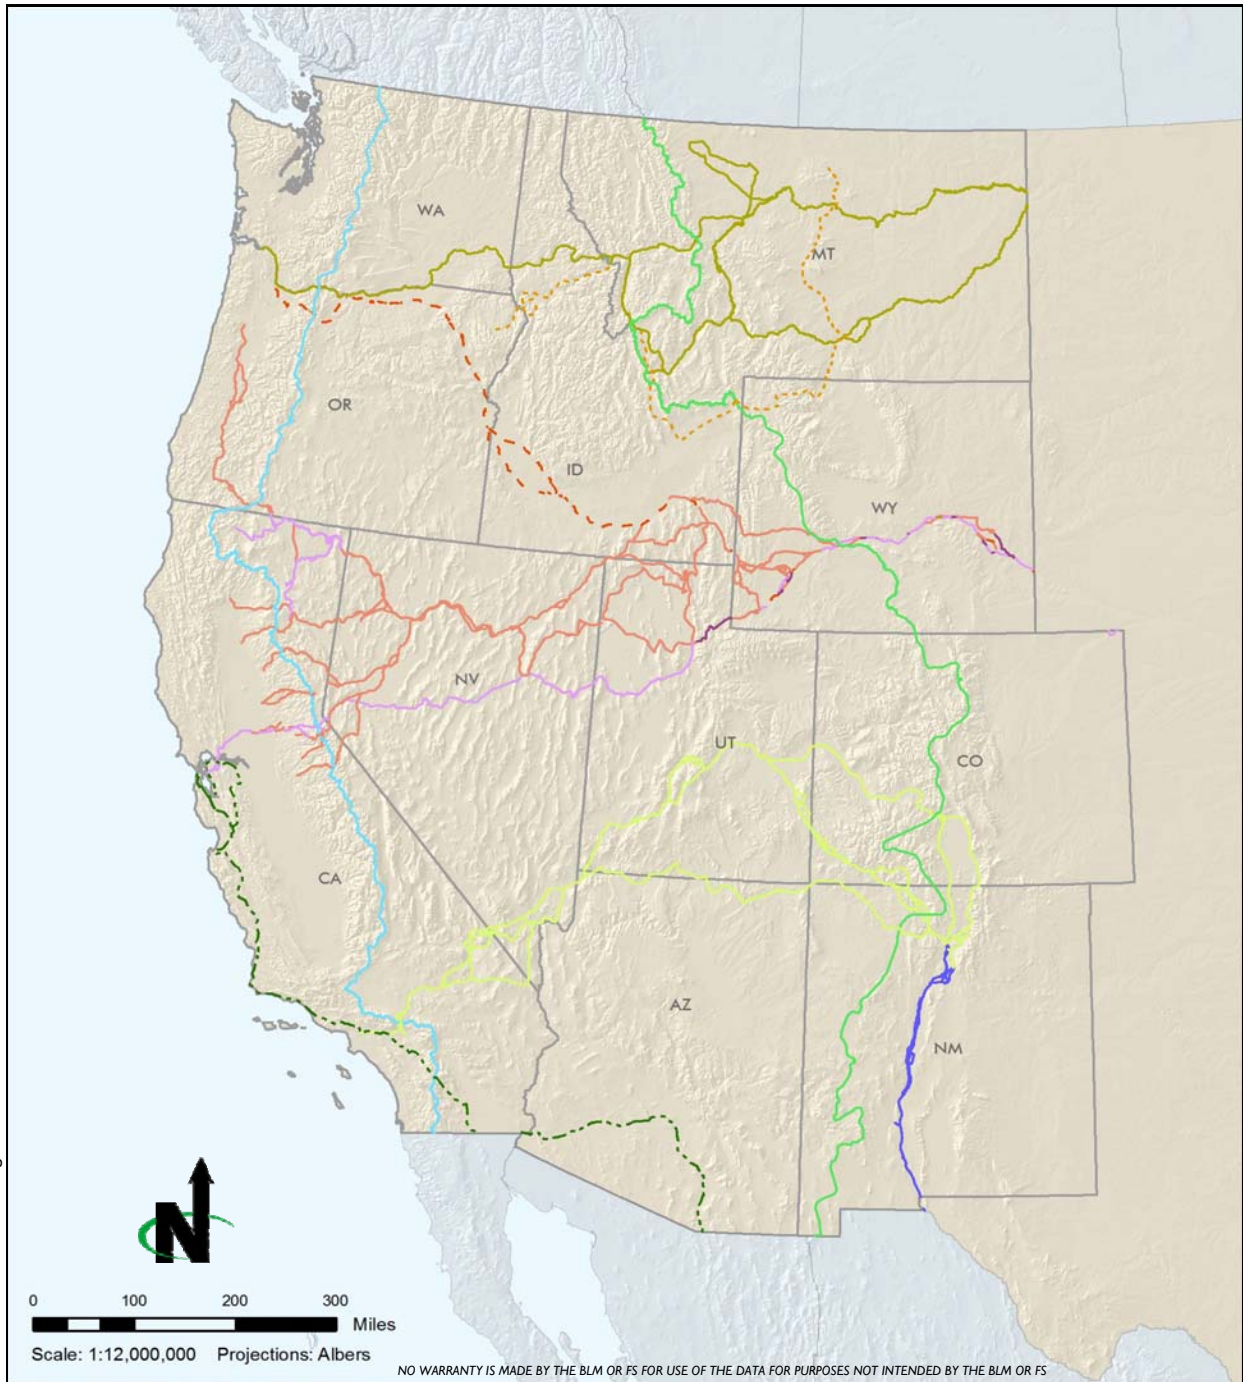 WA
MT
OR
ID
WY
NV
UT
CO
CA
AZ
NM
N
0 100 200 300
Miles
Scale: 1:12,000,000 Projections: Albers
NO WARRANTY IS MADE BY THE BLM OR FS FOR USE OF THE DATA FOR PURPOSES NOT INTENDED BY THE BLM OR FS